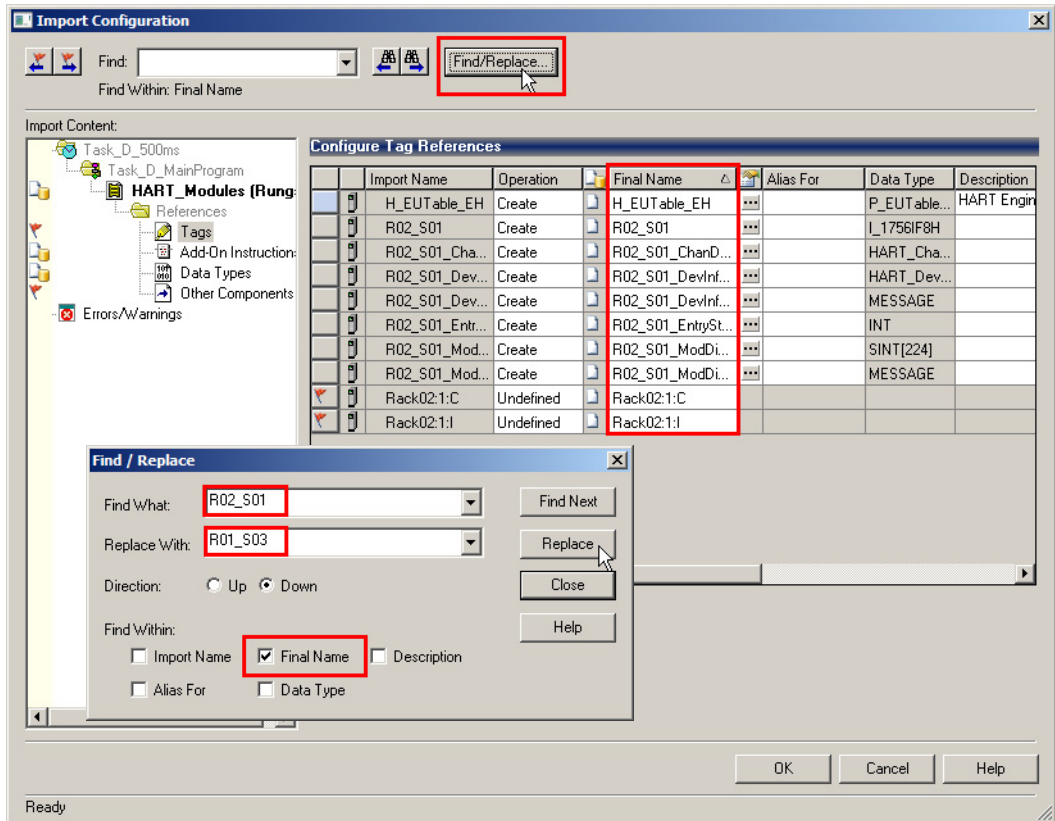 Import Configuration
Find:
Find/Replace...
Find Within: Final Name
Import Content:
Task_D_500ms
Task_D_MainProgram
HART_Modules (Rung:
References
Tags
Add-On Instruction:
Data Types
Other Components
Errors/Warnings
Configure Tag References
Import Name Operation Final Name Alias For Data Type Description
H_EUTable_EH Create H_EUTable_EH ... P_EUTable... HART Engin
R02_S01 Create R02_S01 ... I_1756IF8H
R02_S01_Cha... Create R02_S01_ChanD... ... HART_Cha...
R02_S01_Dev... Create R02_S01_DevInf... ... HART_Dev...
R02_S01_Dev... Create R02_S01_DevInf... ... MESSAGE
R02_S01_Entr... Create R02_S01_EntrySt... ... INT
R02_S01_Mod... Create R02_S01_ModDi... ... SINT[224]
R02_S01_Mod... Create R02_S01_ModDi... ... MESSAGE
Rack02:1:C Undefined Rack02:1:C
Rack02:1:I Undefined Rack02:1:I
Find / Replace
Find What: R02_S01 Find Next
Replace With: R01_S03 Replace
Direction: Up Down Close
Find Within: Help
Import Name Final Name Description
Alias For Data Type
OK Cancel Help
Ready